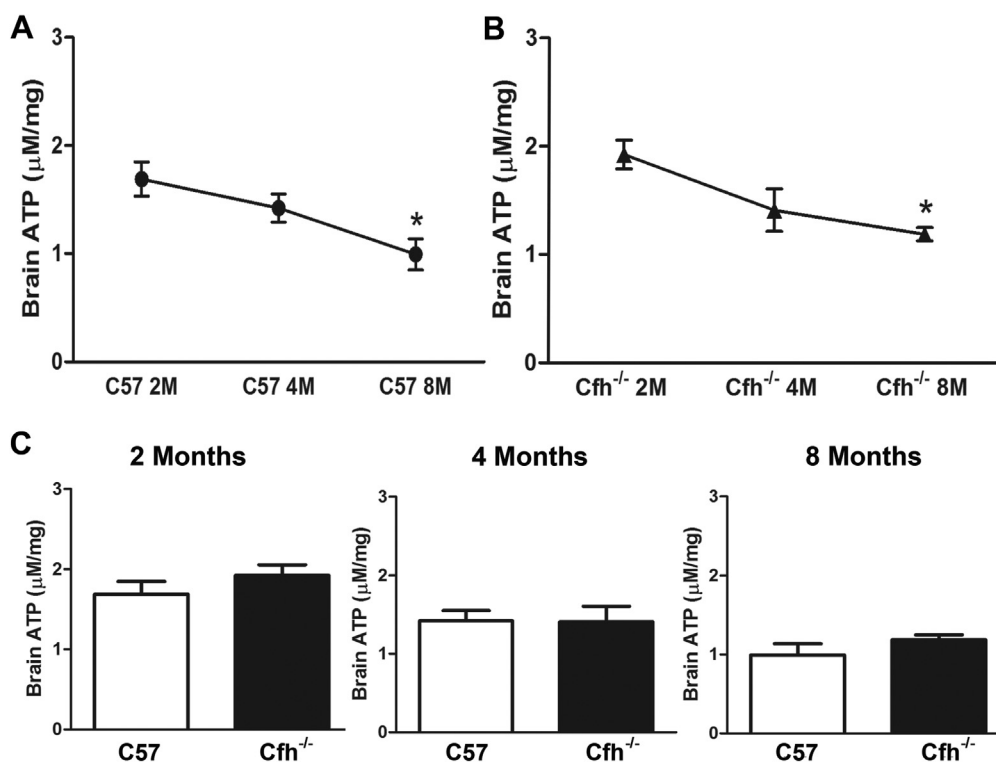 A
Brain ATP (μM/mg)
3
2
1
0
*
C57 2M C57 4M C57 8M
B
Brain ATP (μM/mg)
3
2
1
0
*
Cfh-/- 2M Cfh-/- 4M Cfh-/- 8M
C
2 Months
Brain ATP (μM/mg)
3
2
1
0
C57 Cfh-/-
4 Months
Brain ATP (μM/mg)
3
2
1
0
C57 Cfh-/-
8 Months
Brain ATP (μM/mg)
3
2
1
0
C57 Cfh-/-